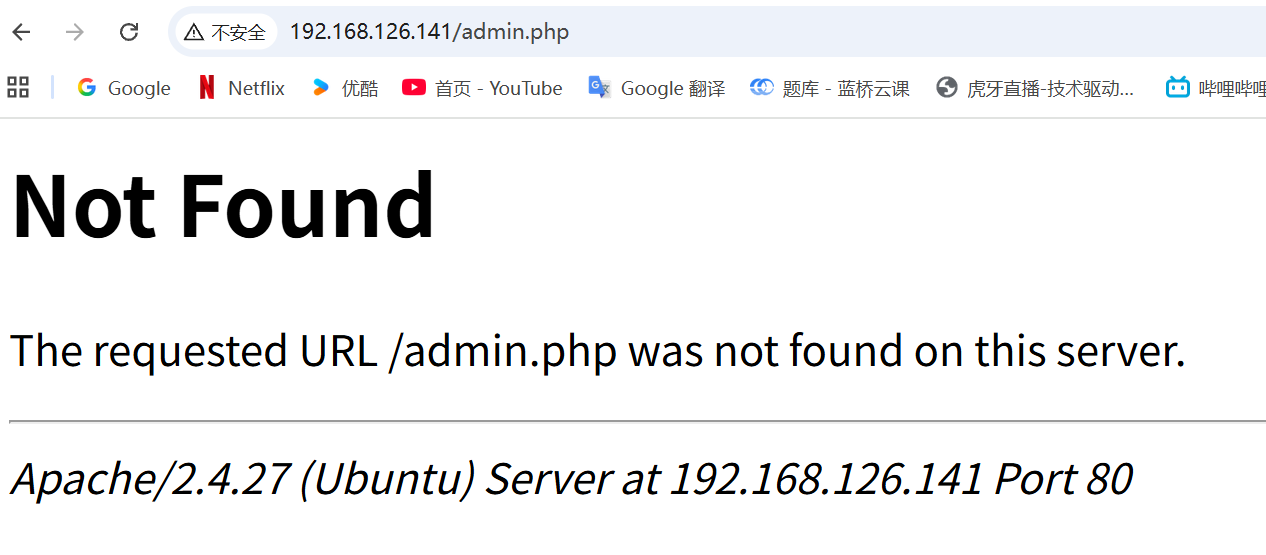 不安全 192.168.126.141/admin.php
Google Netflix 优酷 首页 - YouTube Google 翻译 题库 - 蓝桥云课 虎牙直播-技术驱动... 哔哩哔哩
Not Found
The requested URL /admin.php was not found on this server.
Apache/2.4.27 (Ubuntu) Server at 192.168.126.141 Port 80